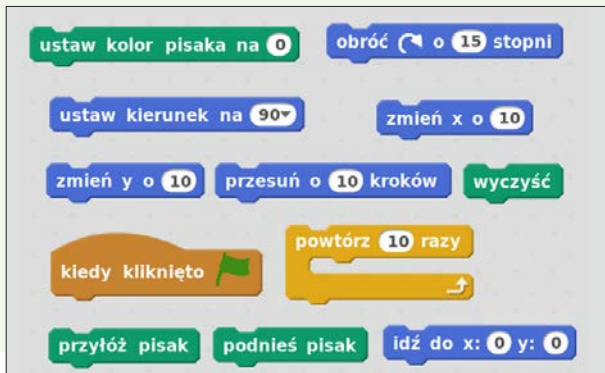 ustaw kolor pisaka na 0
obróć o 15 stopni
ustaw kierunek na 90
zmień x o 10
zmień y o 10
przesuń o 10 kroków
wyczyść
kiedy kliknięto
powtórz 10 razy
przyłóż pisak
podnieś pisak
idź do x: 0 y: 0